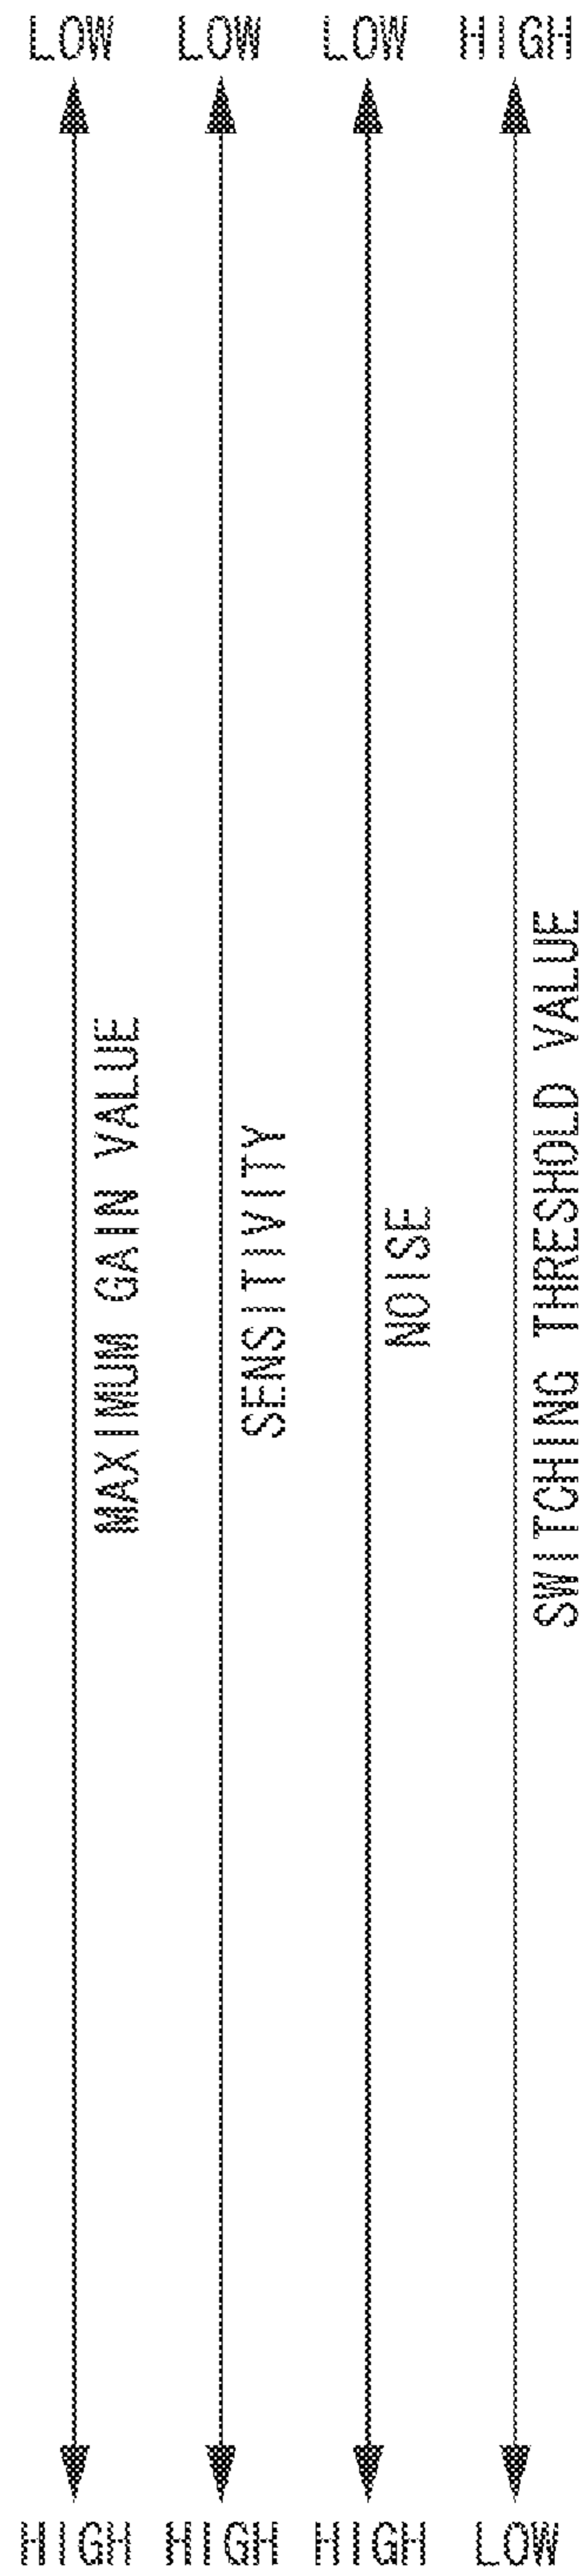 LOW LOW LOW HIGH
MAXIMUM GAIN VALUE
SENSITIVITY
NOISE
SWITCHING THRESHOLD VALUE
HIGH HIGH HIGH LOW